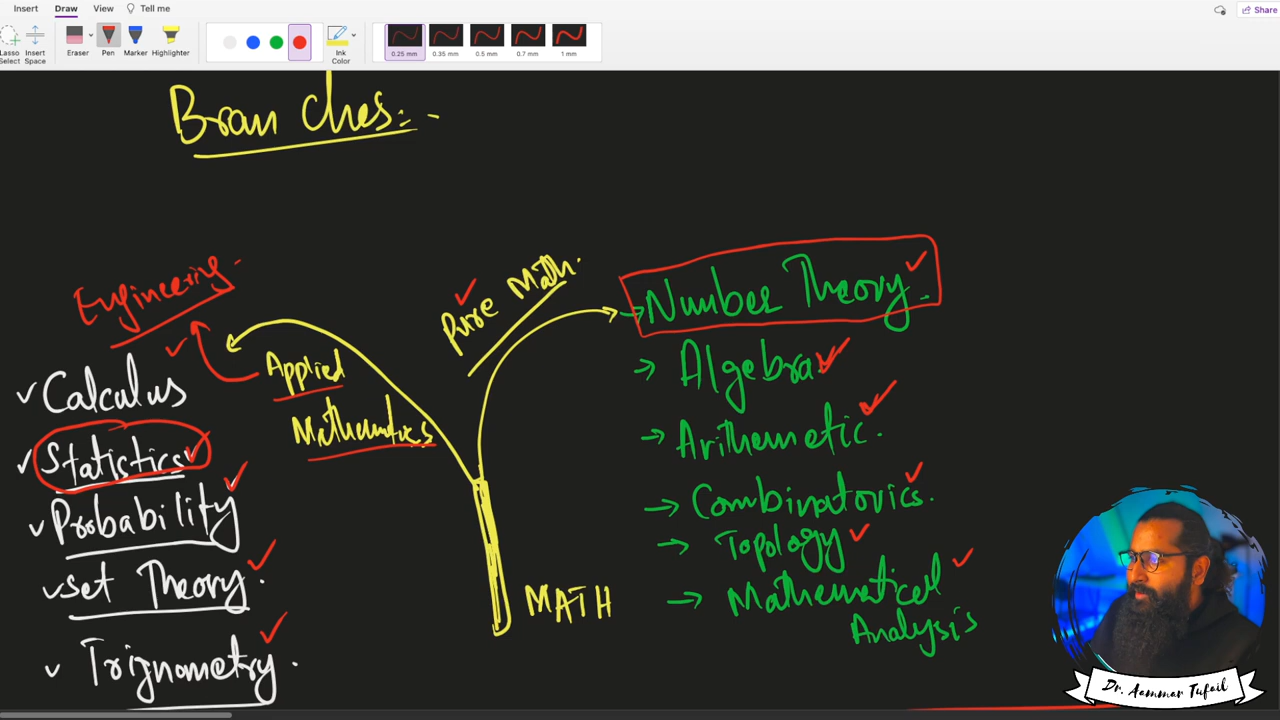 Insert Draw View Tell me
Share
Lasso Select
Insert Space
Eraser
Pen
Marker
Highlighter
Ink Color
0.25 mm
0.35 mm
0.5 mm
0.7 mm
1 mm
Branches:-
Engineering.
Applied
Mathematics
Calculus
Statistics
Probability
Set Theory.
Trignometry.
Pure Math.
MATH
Number Theory.
Algebra
Arithemetic.
Combinatorics.
Topology
Mathematical
Analysis
Dr. Aammar Tufail